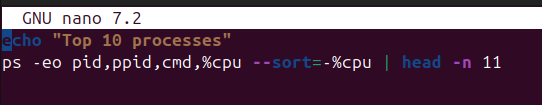 GNU nano 7.2
echo "Top 10 processes"
ps -eo pid,ppid,cmd,%cpu --sort=-%cpu | head -n 11